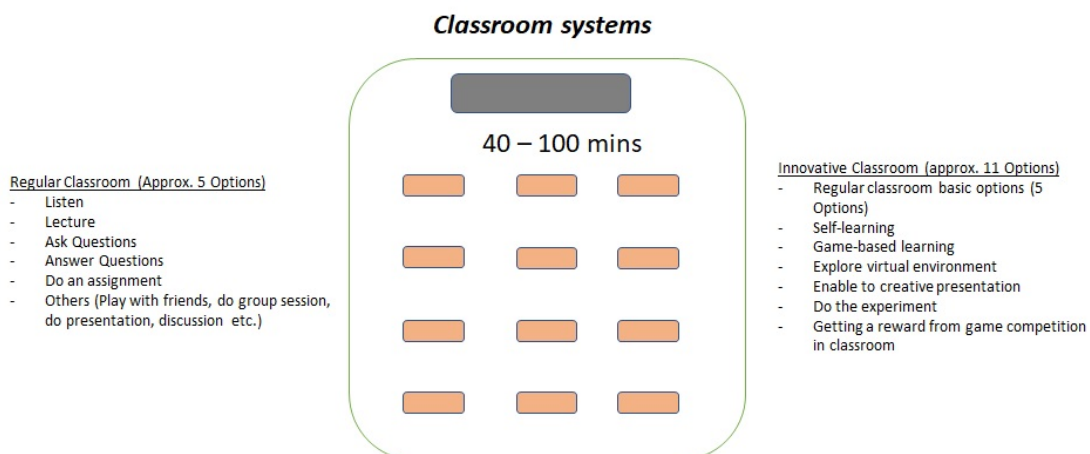 Classroom systems
40 – 100 mins
Regular Classroom (Approx. 5 Options)
- Listen
- Lecture
- Ask Questions
- Answer Questions
- Do an assignment
- Others (Play with friends, do group session,
do presentation, discussion etc.)
Innovative Classroom (approx. 11 Options)
- Regular classroom basic options (5
Options)
- Self-learning
- Game-based learning
- Explore virtual environment
- Enable to creative presentation
- Do the experiment
- Getting a reward from game competition
in classroom